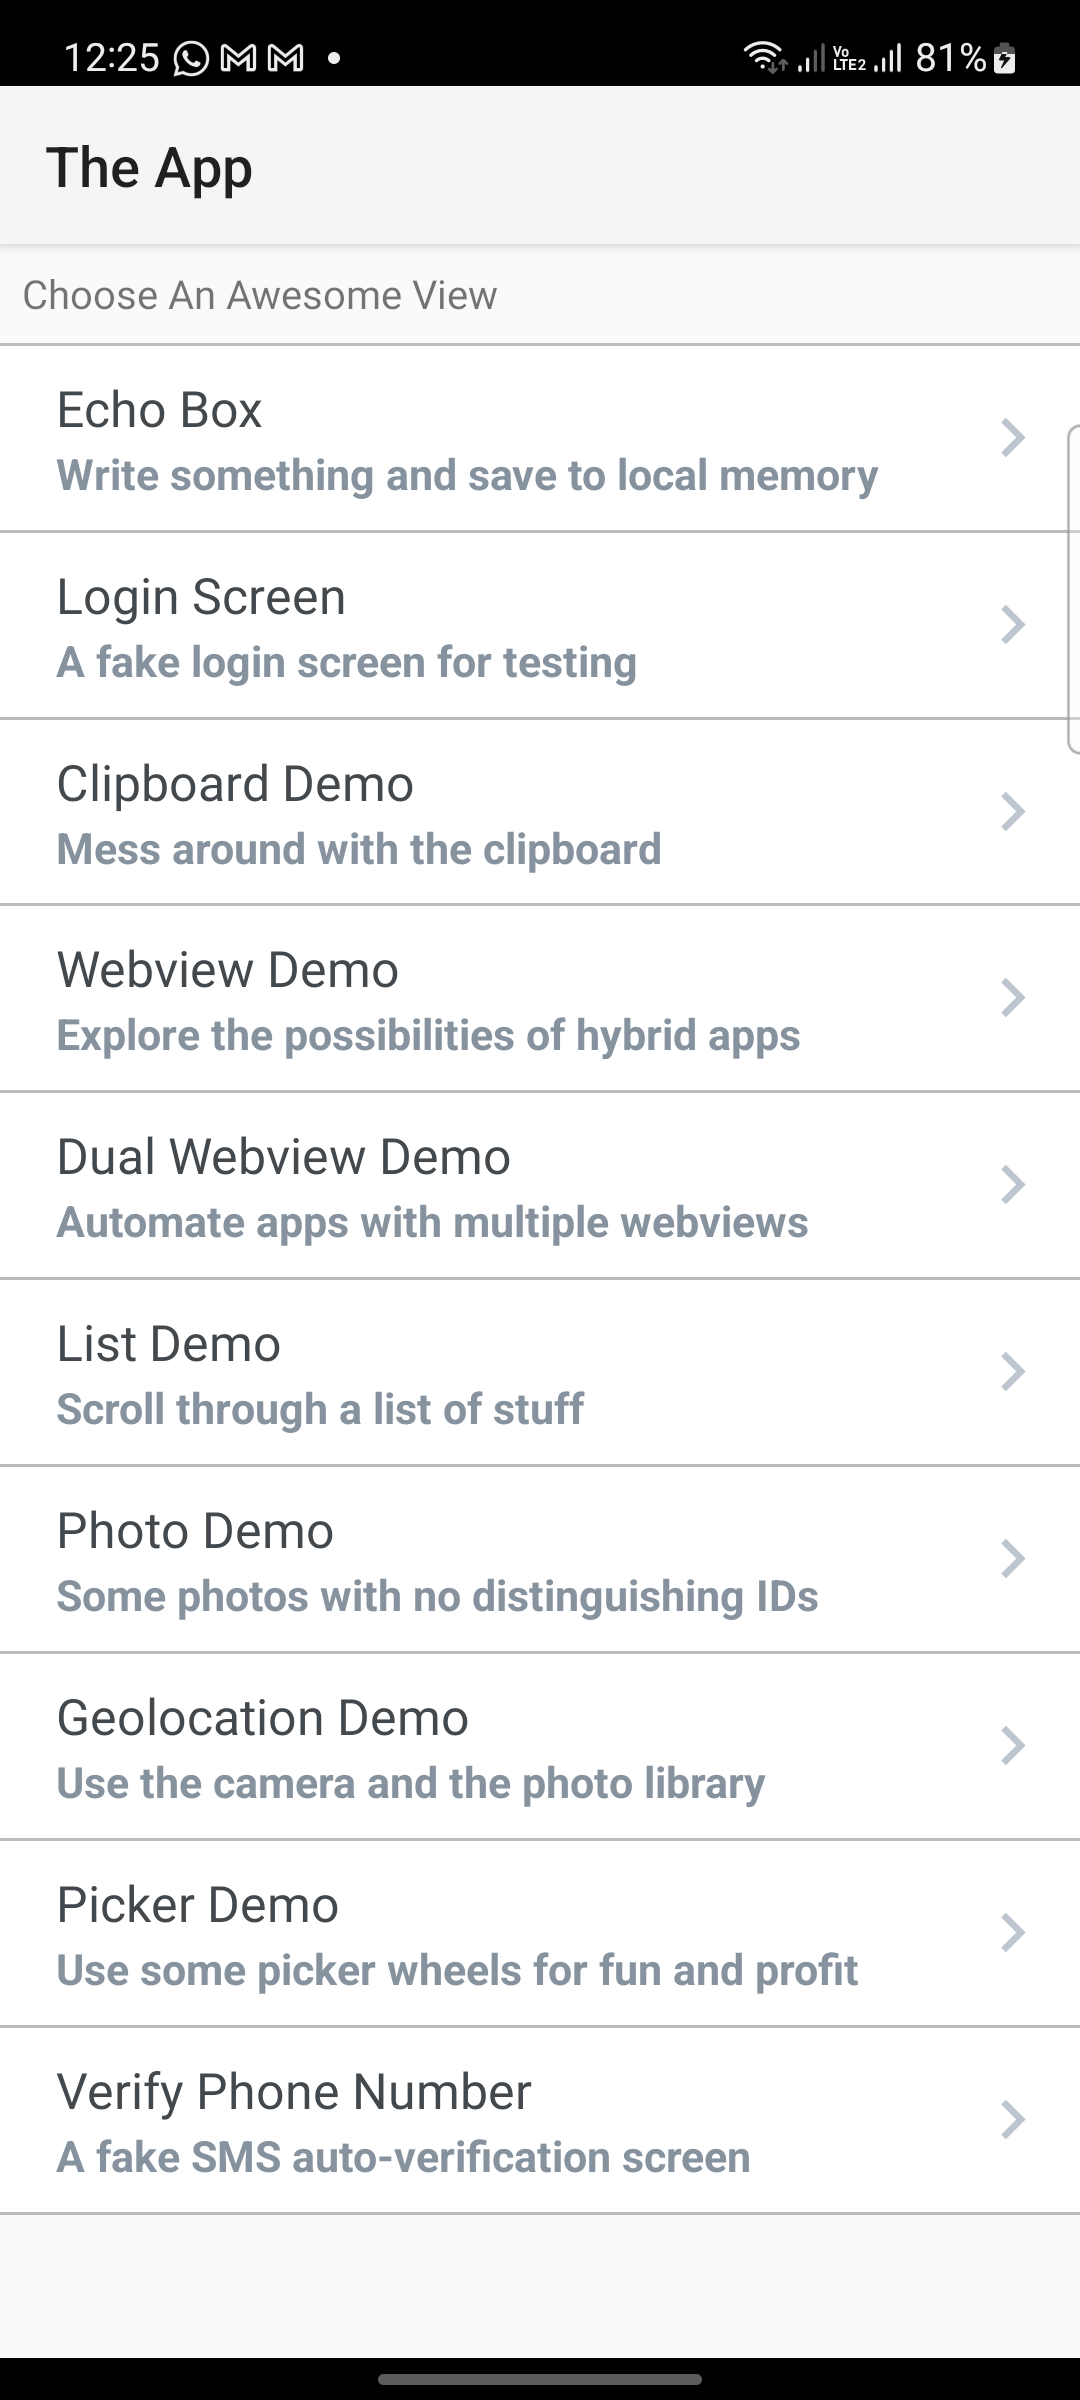 12:25 Vo LTE2 81%
The App
Choose An Awesome View
Echo Box
Write something and save to local memory
Login Screen
A fake login screen for testing
Clipboard Demo
Mess around with the clipboard
Webview Demo
Explore the possibilities of hybrid apps
Dual Webview Demo
Automate apps with multiple webviews
List Demo
Scroll through a list of stuff
Photo Demo
Some photos with no distinguishing IDs
Geolocation Demo
Use the camera and the photo library
Picker Demo
Use some picker wheels for fun and profit
Verify Phone Number
A fake SMS auto-verification screen